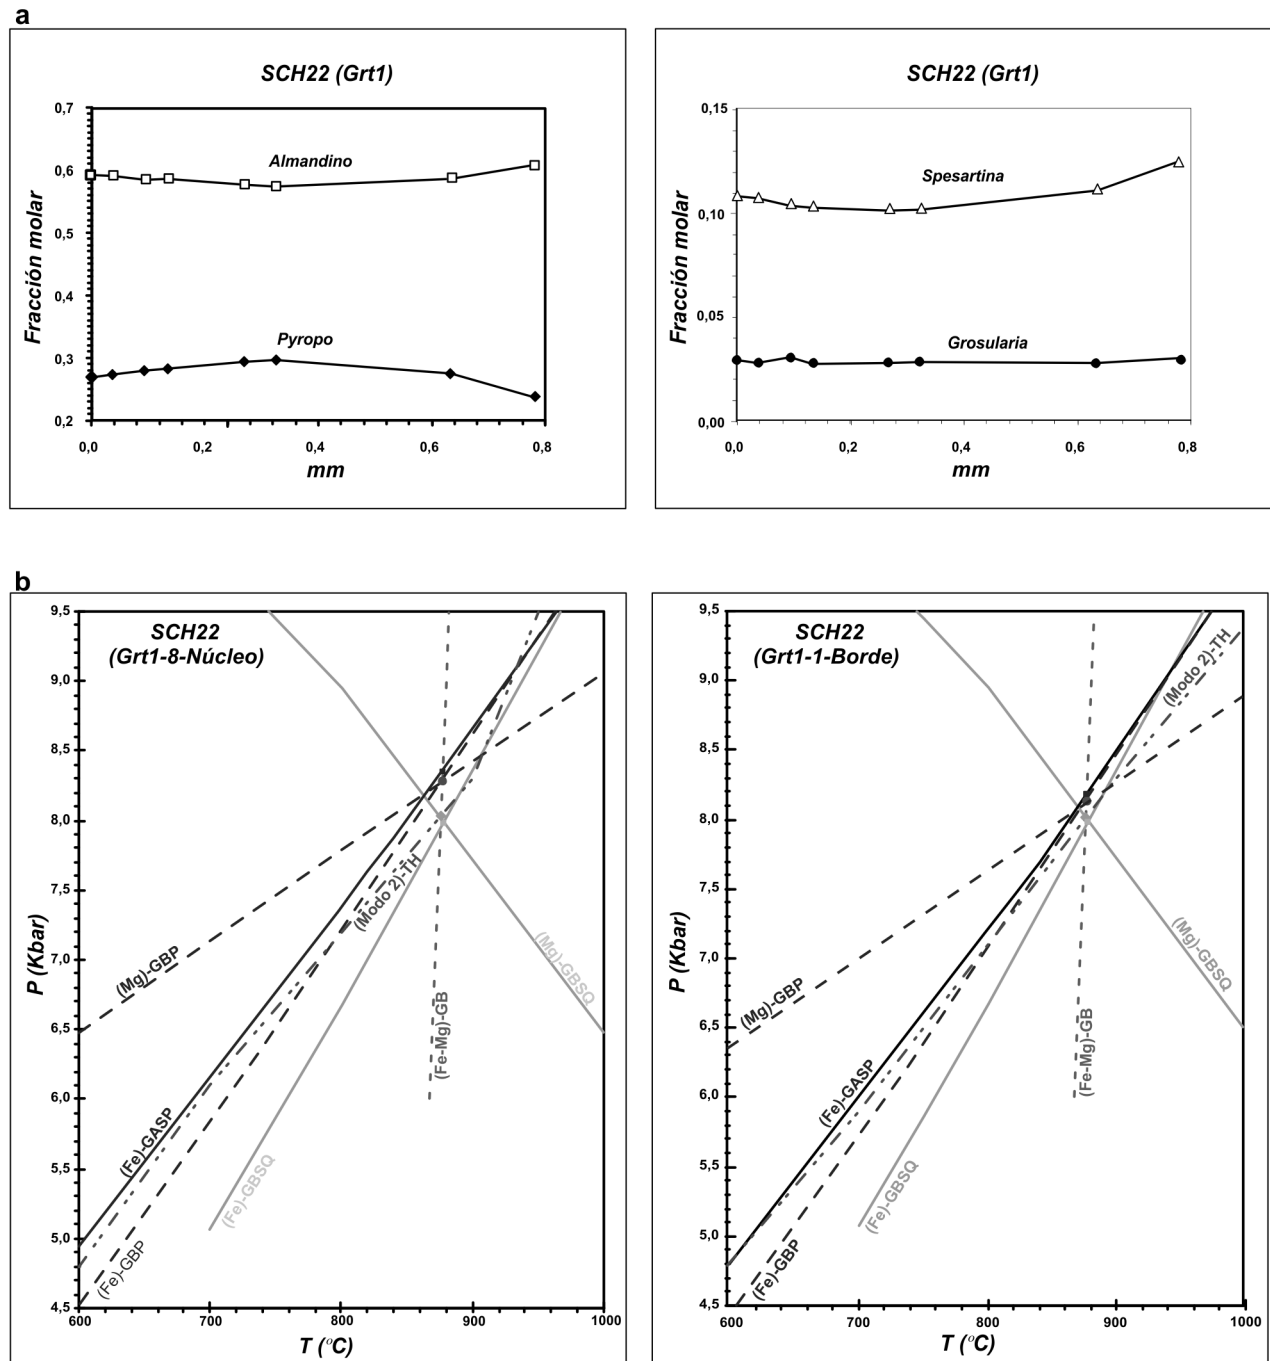 a
SCH22 (Grt1)
0,7
0,6
0,5
0,4
0,3
0,2
Fracción molar
Almandino
Pyropo
0,0
0,2
0,4
0,6
0,8
mm
SCH22 (Grt1)
0,15
0,10
0,05
0,00
Fracción molar
Spesartina
Grosularia
0,0
0,2
0,4
0,6
0,8
mm
b
SCH22
(Grt1-8-Núcleo)
9,5
9,0
8,5
8,0
7,5
7,0
6,5
6,0
5,5
5,0
4,5
P (Kbar)
(Modo 2)-TH
(Mg)-GBP
(Mg)-GBSQ
(Fe-Mg)-GB
(Fe)-GASP
(Fe)-GBSQ
(Fe)-GBP
600
700
800
900
1000
T (°C)
SCH22
(Grt1-1-Borde)
9,5
9,0
8,5
8,0
7,5
7,0
6,5
6,0
5,5
5,0
4,5
P (Kbar)
(Modo 2)-TH
(Mg)-GBSQ
(Mg)-GBP
(Fe-Mg)-GB
(Fe)-GASP
(Fe)-GBSQ
(Fe)-GBP
600
700
800
900
1000
T (°C)